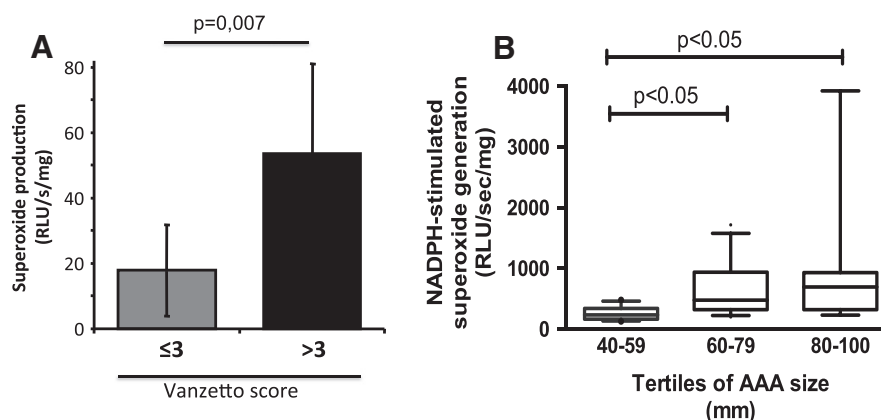 A
p=0,007
Superoxide production
(RLU/s/mg)
80
60
40
20
0
≤3
>3
Vanzetto score
B
p<0.05
p<0.05
NADPH-stimulated
superoxide generation
(RLU/sec/mg)
4000
3000
2000
1000
0
40-59
60-79
80-100
Tertiles of AAA size
(mm)